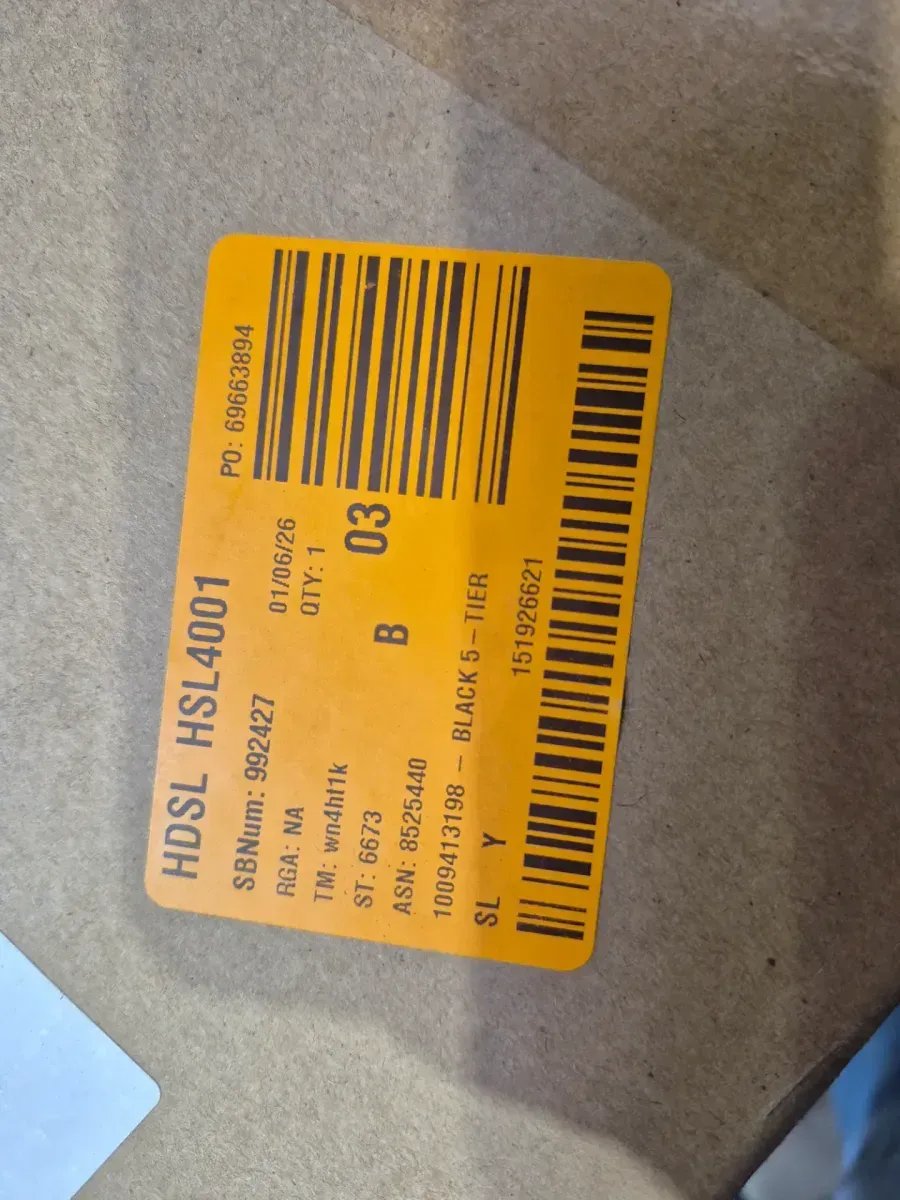 HDSL HSL4001
SBNum: 992427
PO: 69663894
RGA: NA
01/06/26
TM: wn4ht1k
QTY: 1
ST: 6673
B
03
ASN: 8525440
1009413198 - BLACK 5-TIER
SL Y
151926621